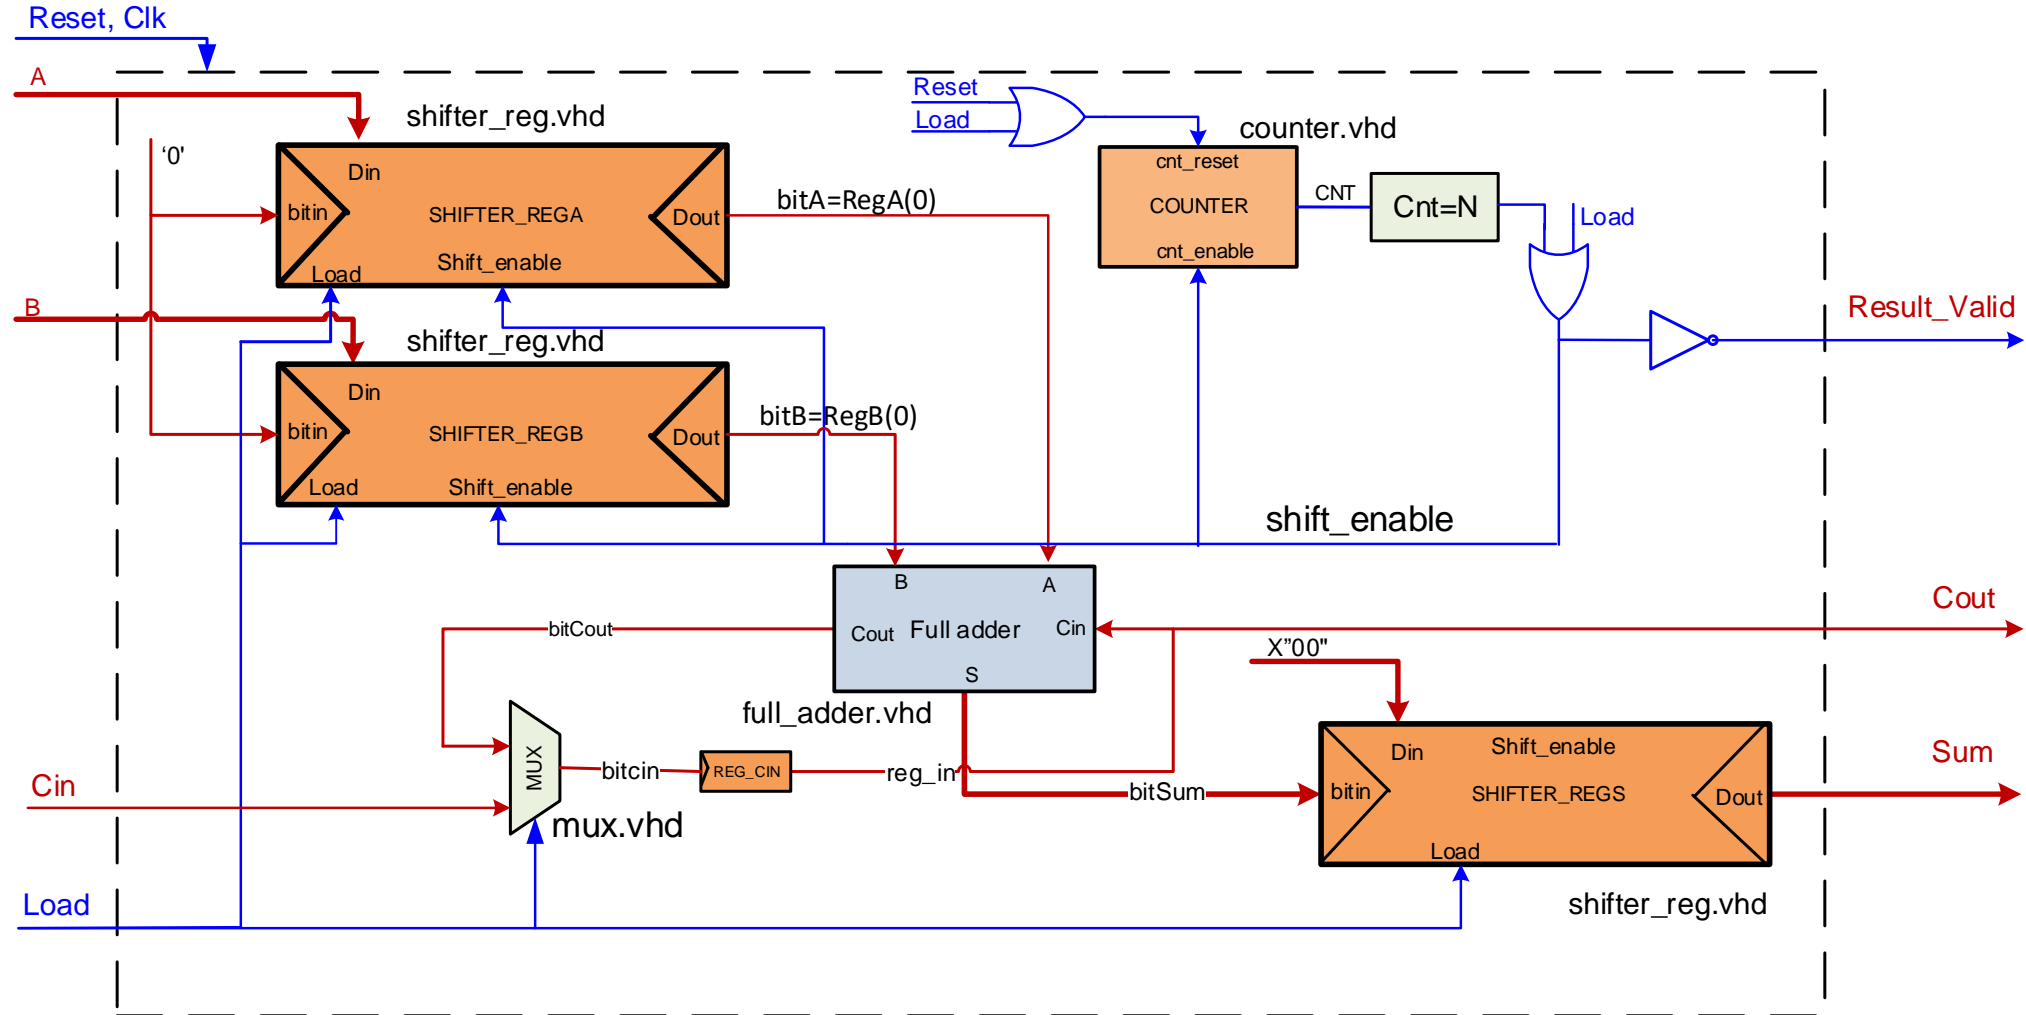 Reset, Clk
A
shifter_reg.vhd
Reset
Load
counter.vhd
'0'
Din
bitin
SHIFTER_REGA
Dout
Shift_enable
Load
bitA=RegA(0)
cnt_reset
COUNTER
cnt_enable
CNT
Cnt=N
Load
B
shifter_reg.vhd
Result_Valid
Din
bitin
SHIFTER_REGB
Dout
Load
Shift_enable
bitB=RegB(0)
shift_enable
B
A
Cout
Full adder
Cin
S
bitCout
Cout
full_adder.vhd
X"00"
MUX
bitcin
REG_CIN
reg_in
bitSum
Cin
mux.vhd
Din
Shift_enable
bitin
SHIFTER_REGS
Dout
Load
Sum
Load
shifter_reg.vhd